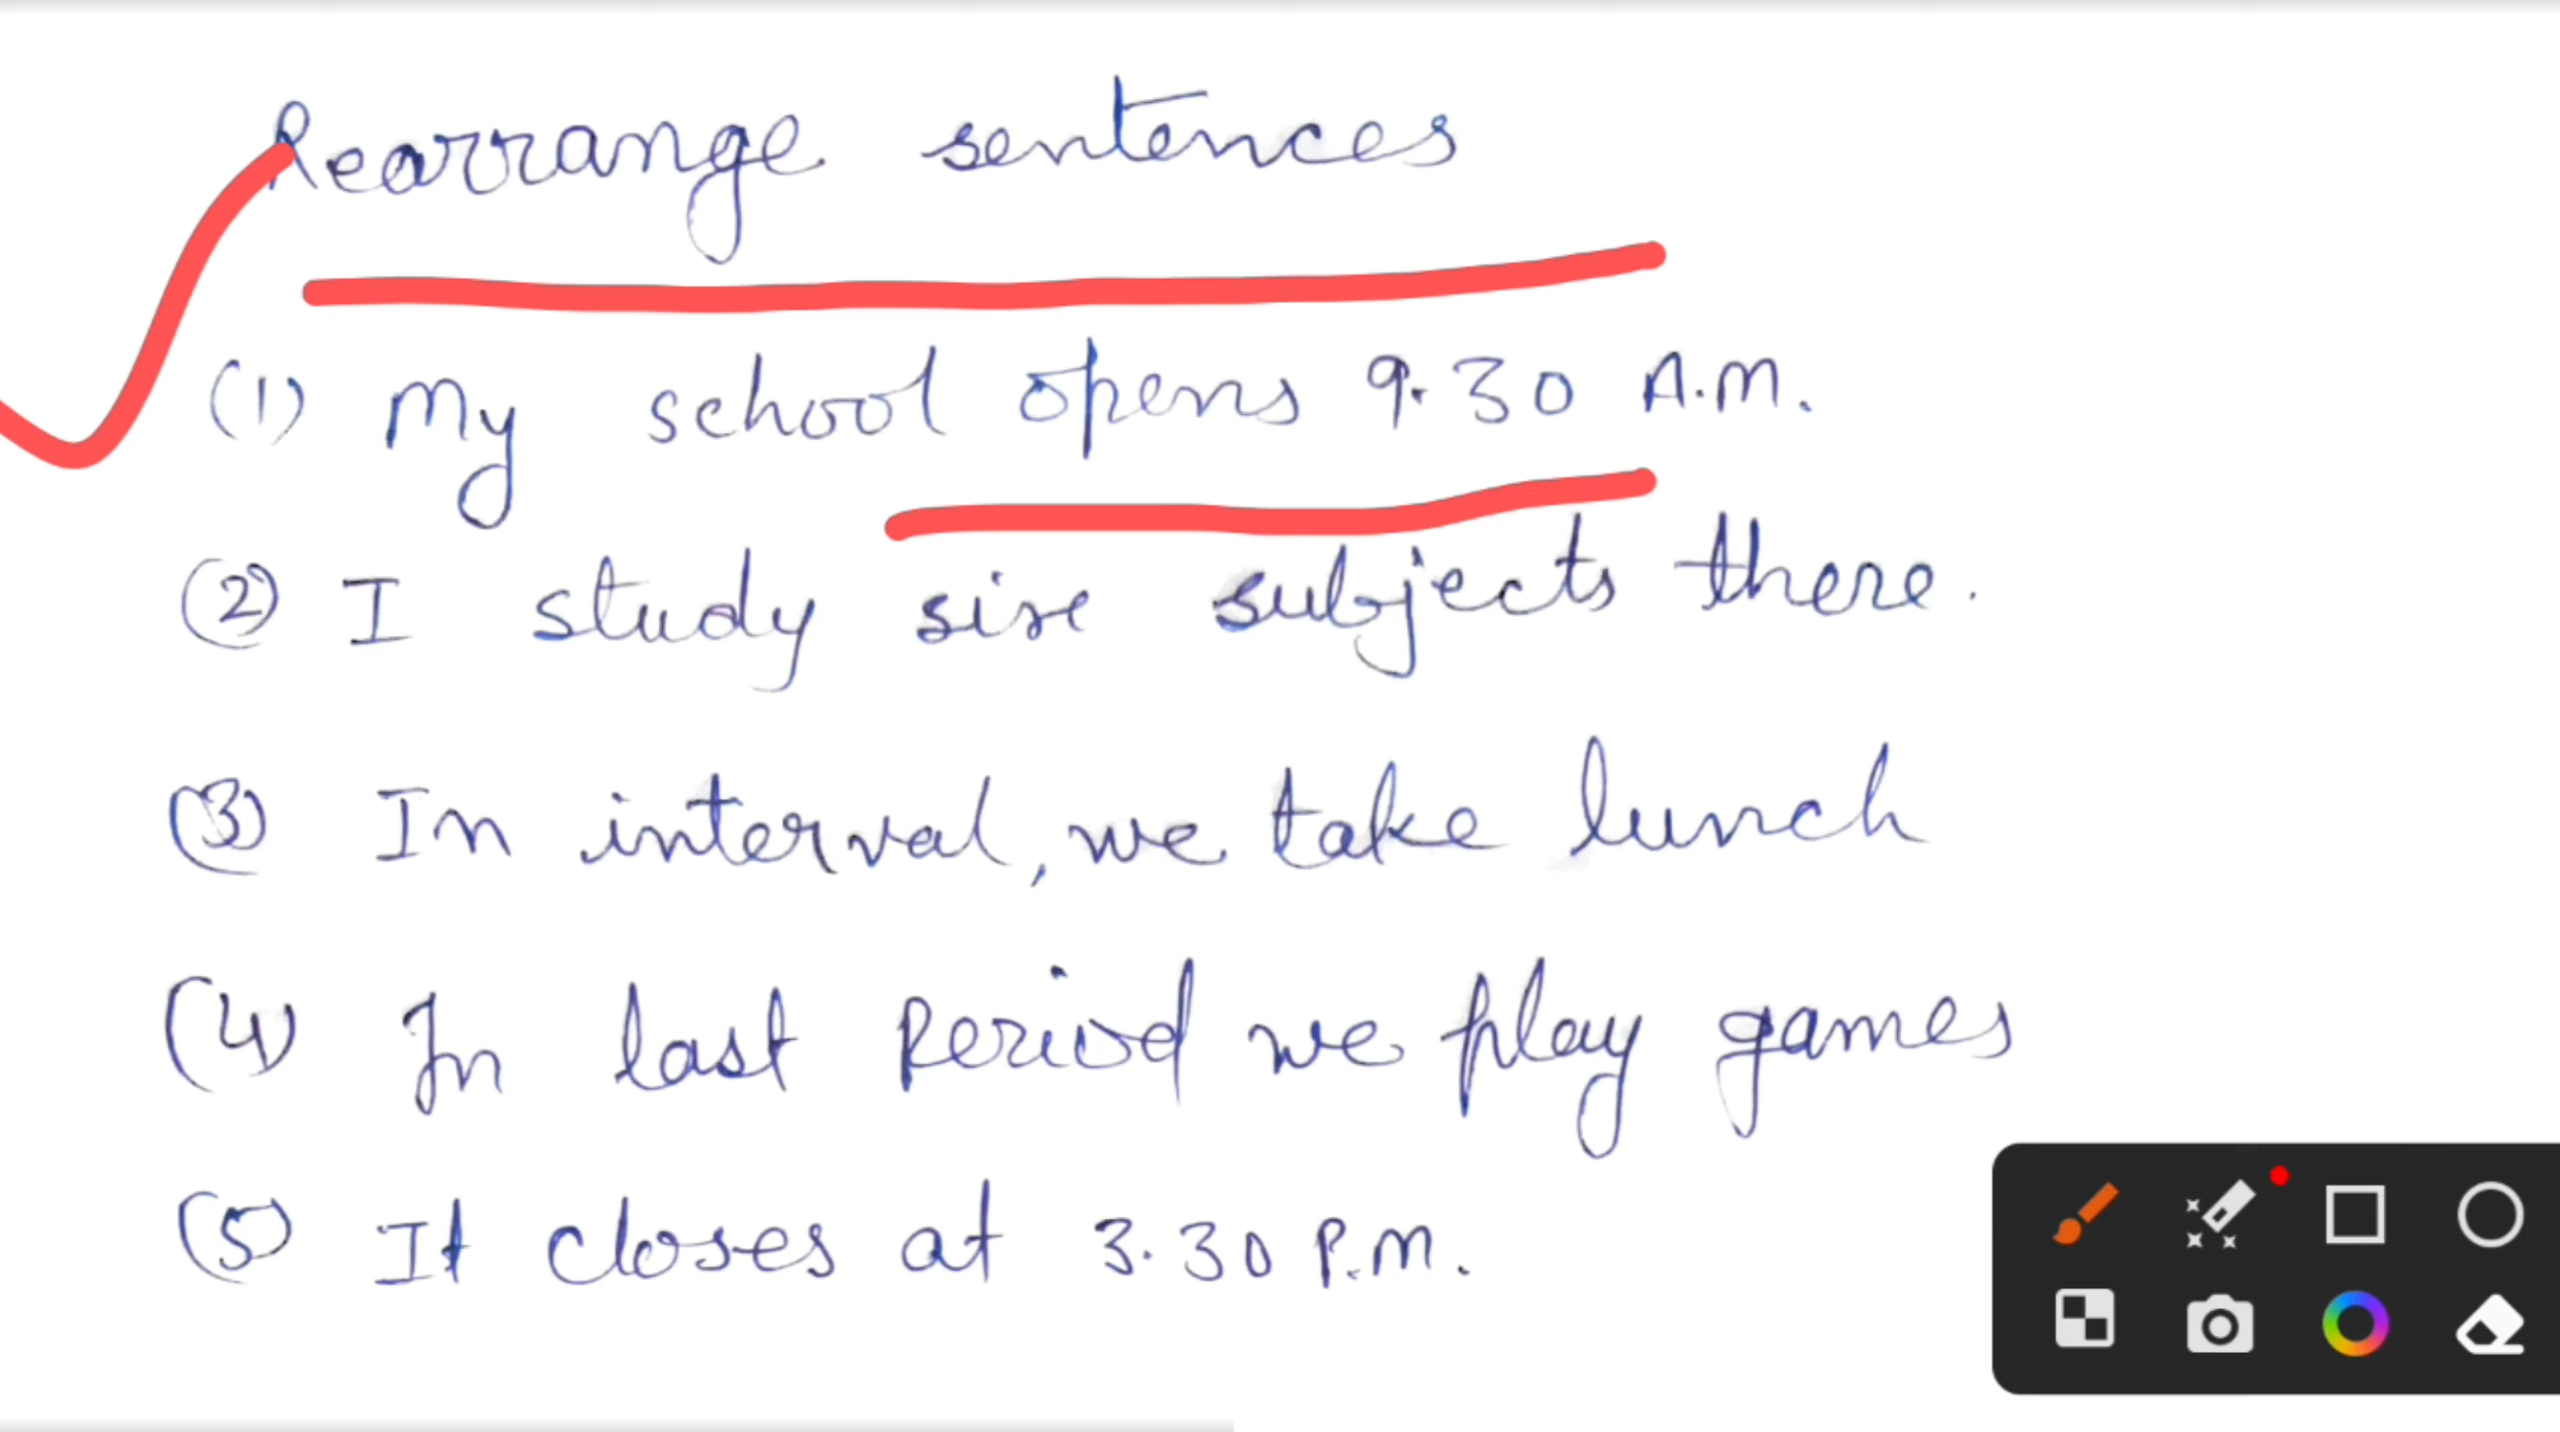 Rearrange sentences
(1) My school opens 9.30 A.M.
(2) I study six subjects there.
(3) In interval, we take lunch
(4) In last Period we play games
(5) It closes at 3.30 P.M.